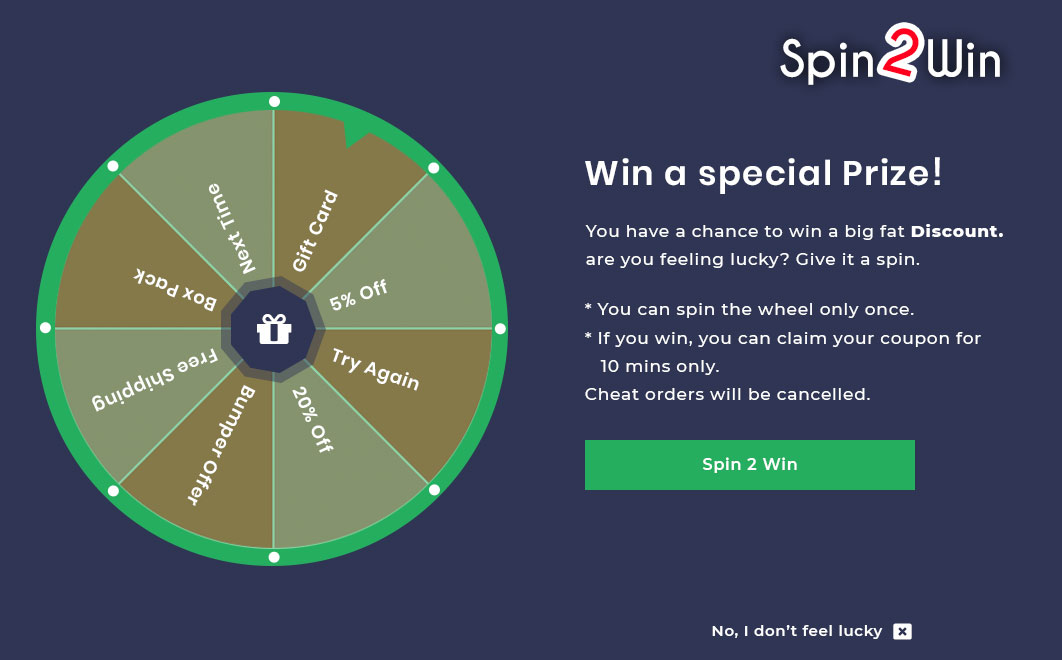 Spin2Win
Next Time
Gift Card
Box Pack
5% Off
Free Shipping
Try Again
Bumper Offer
20% Off
Win a special Prize!
You have a chance to win a big fat Discount.
are you feeling lucky? Give it a spin.
* You can spin the wheel only once.
* If you win, you can claim your coupon for
10 mins only.
Cheat orders will be cancelled.
Spin 2 Win
No, I don’t feel lucky